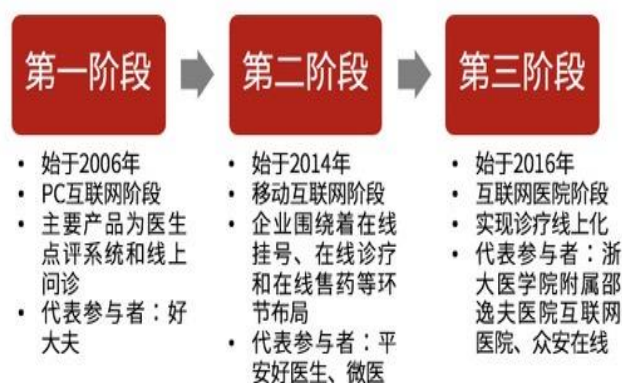 第一阶段
• 始于2006年
• PC互联网阶段
• 主要产品为医生
点评系统和线上
问诊
• 代表参与者：好
大夫
第二阶段
• 始于2014年
• 移动互联网阶段
• 企业围绕着在线
挂号、在线诊疗
和在线售药等环
节布局
• 代表参与者：平
安好医生、微医
第三阶段
• 始于2016年
• 互联网医院阶段
• 实现诊疗线上化
• 代表参与者：浙
大医学院附属邵
逸夫医院互联网
医院、众安在线